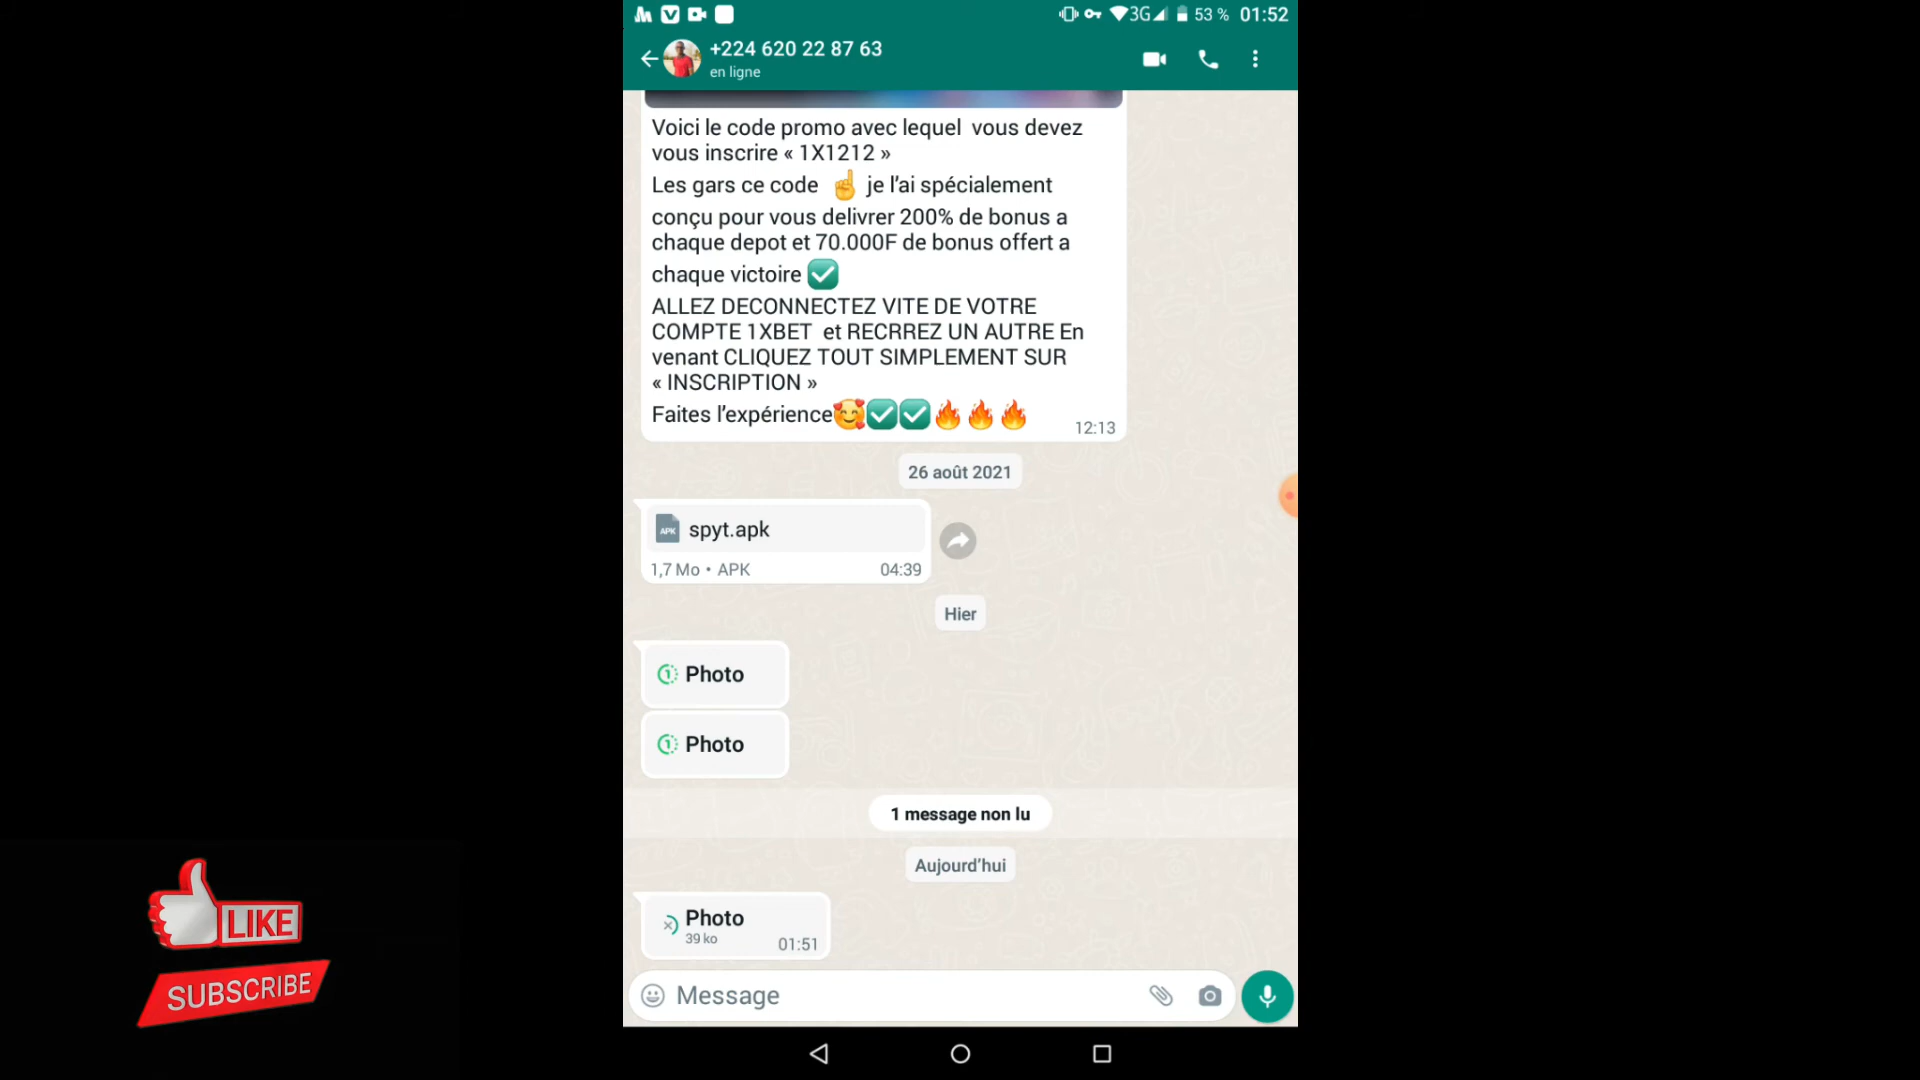 3G 53 % 01:52
+224 620 22 87 63
en ligne
Voici le code promo avec lequel vous devez
vous inscrire « 1X1212 »
Les gars ce code ☝️ je l’ai spécialement
conçu pour vous delivrer 200% de bonus a
chaque depot et 70.000F de bonus offert a
chaque victoire ✅
ALLEZ DECONNECTEZ VITE DE VOTRE
COMPTE 1XBET et RECRREZ UN AUTRE En
venant CLIQUEZ TOUT SIMPLEMENT SUR
« INSCRIPTION »
Faites l’expérience🥰✅✅🔥🔥🔥
12:13
26 août 2021
APK spyt.apk
1,7 Mo • APK 04:39
Hier
1 Photo
1 Photo
1 message non lu
Aujourd’hui
Photo
39 ko 01:51
Message
LIKE
SUBSCRIBE